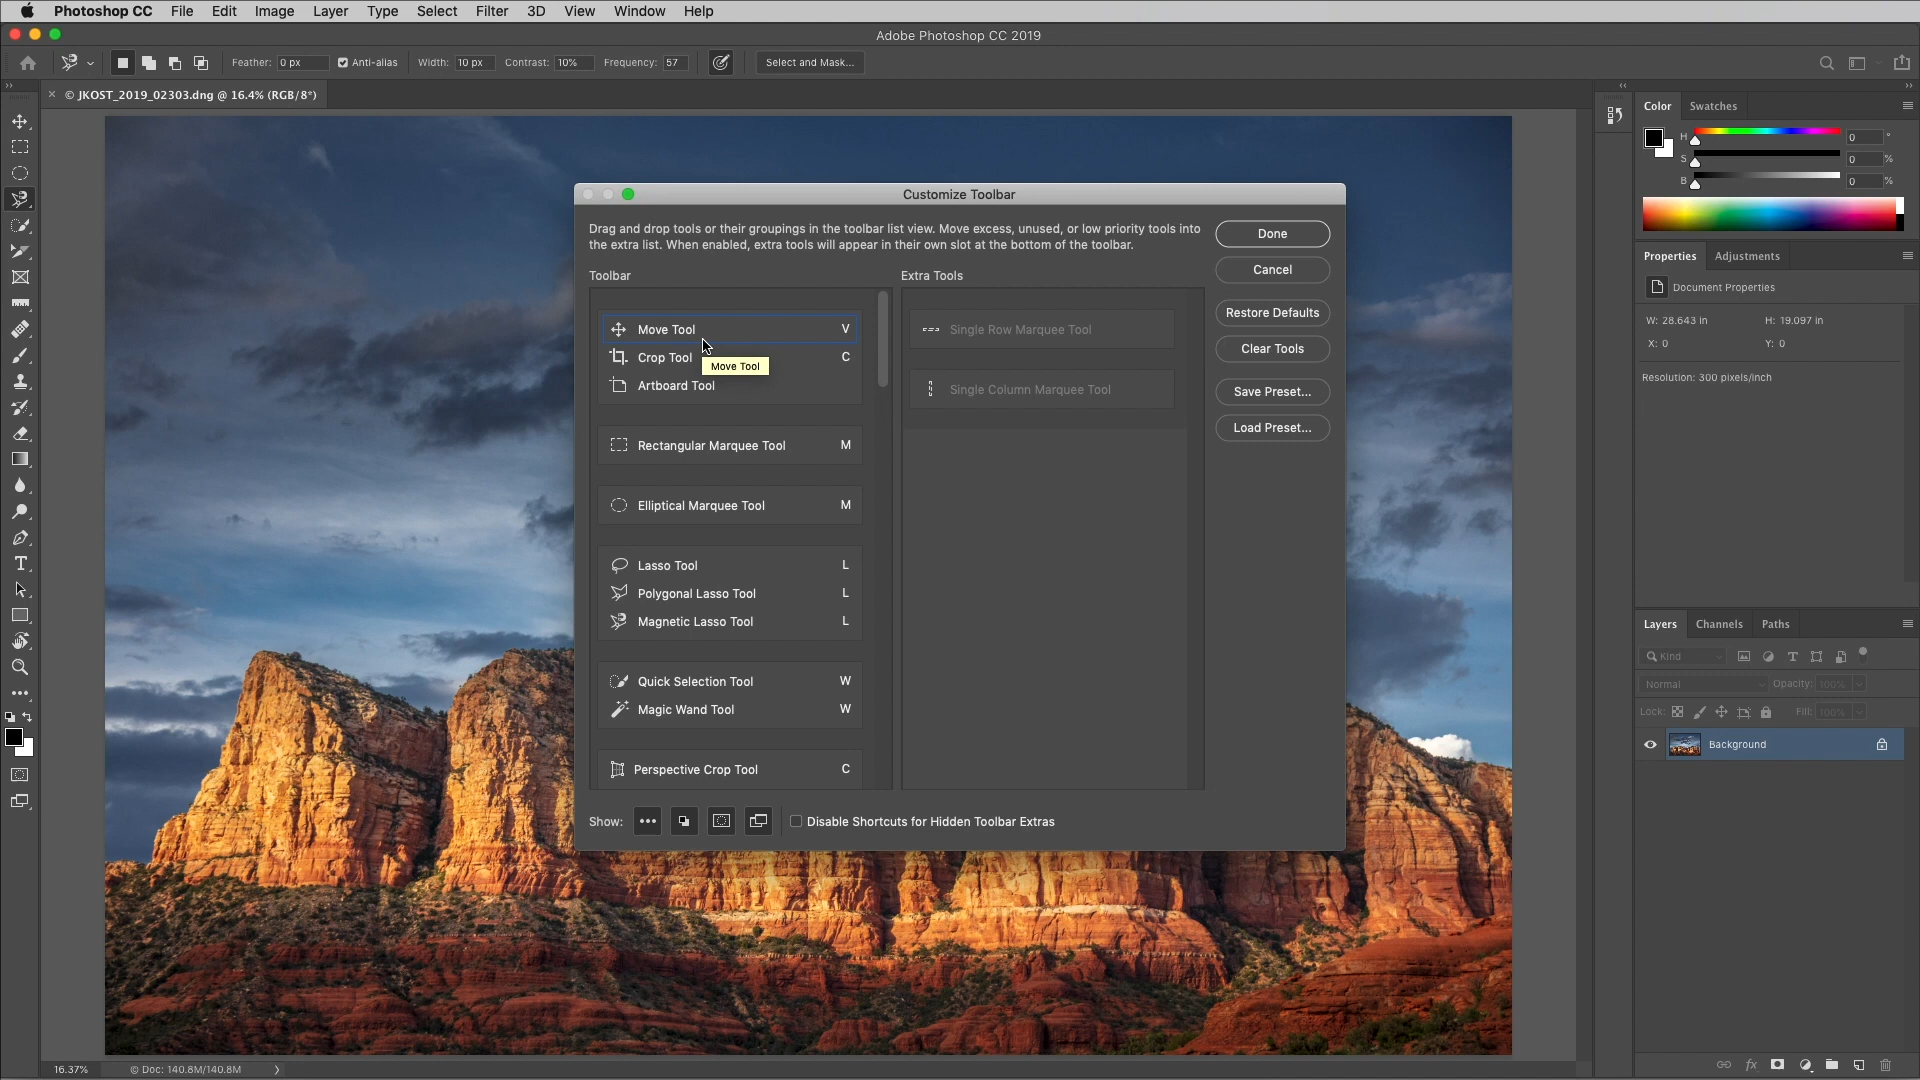 Photoshop CC File Edit Image Layer Type Select Filter 3D View Window Help
Adobe Photoshop CC 2019
Feather: 0 px Anti-alias Width: 10 px Contrast: 10% Frequency: 57 Select and Mask...
© JKOST_2019_02303.dng @ 16.4% (RGB/8*)
Color Swatches
H 0 °
S 0 %
B 0 %
Customize Toolbar
Drag and drop tools or their groupings in the toolbar list view. Move excess, unused, or low priority tools into
the extra list. When enabled, extra tools will appear in their own slot at the bottom of the toolbar.
Done
Cancel
Restore Defaults
Clear Tools
Save Preset...
Load Preset...
Toolbar
Move Tool V
Crop Tool C
Move Tool
Artboard Tool
Rectangular Marquee Tool M
Elliptical Marquee Tool M
Lasso Tool L
Polygonal Lasso Tool L
Magnetic Lasso Tool L
Quick Selection Tool W
Magic Wand Tool W
Perspective Crop Tool C
Extra Tools
Single Row Marquee Tool
Single Column Marquee Tool
Show: Disable Shortcuts for Hidden Toolbar Extras
Properties Adjustments
Document Properties
W: 28.643 in H: 19.097 in
X: 0 Y: 0
Resolution: 300 pixels/inch
Layers Channels Paths
Kind
Normal Opacity: 100%
Lock: Fill: 100%
Background
16.37% © Doc: 140.8M/140.8M